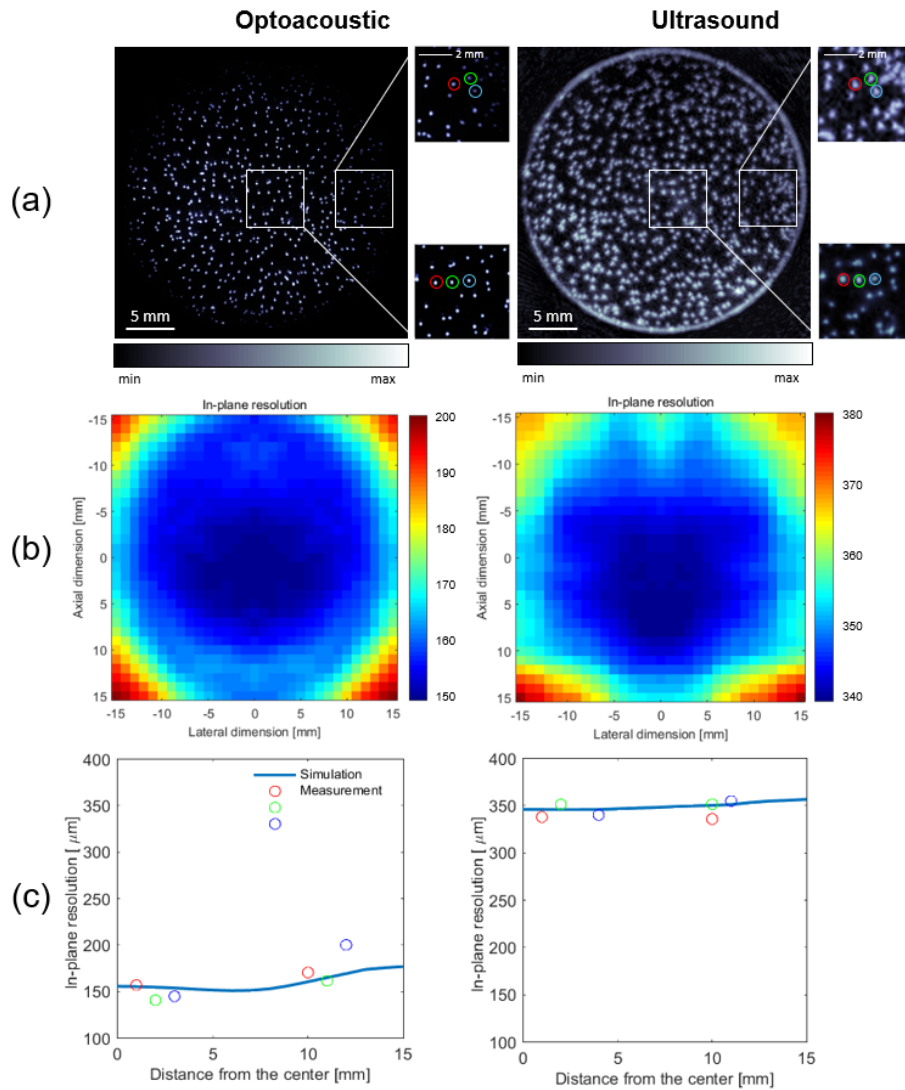 Optoacoustic
Ultrasound
(a)
2 mm
2 mm
5 mm
5 mm
min
max
min
max
(b)
In-plane resolution
Axial dimension [mm]
-15
-10
-5
0
5
10
15
-15
-10
-5
0
5
10
15
Lateral dimension [mm]
200
190
180
170
160
150
In-plane resolution
Axial dimension [mm]
-15
-10
-5
0
5
10
15
-15
-10
-5
0
5
10
15
Lateral dimension [mm]
380
370
360
350
340
(c)
In-plane resolution [ μm]
400
350
300
250
200
150
100
Simulation
Measurement
0
5
10
15
Distance from the center [mm]
In-plane resolution [ μm]
400
350
300
250
200
150
100
0
5
10
15
Distance from the center [mm]